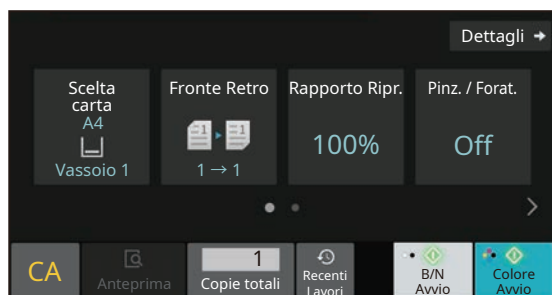 Dettagli
Scelta
carta
A4
Vassoio 1
Fronte Retro
1 → 1
Rapporto Ripr.
100%
Pinz. / Forat.
Off
CA
Anteprima
1
Copie totali
Recenti
Lavori
B/N
Avvio
Colore
Avvio